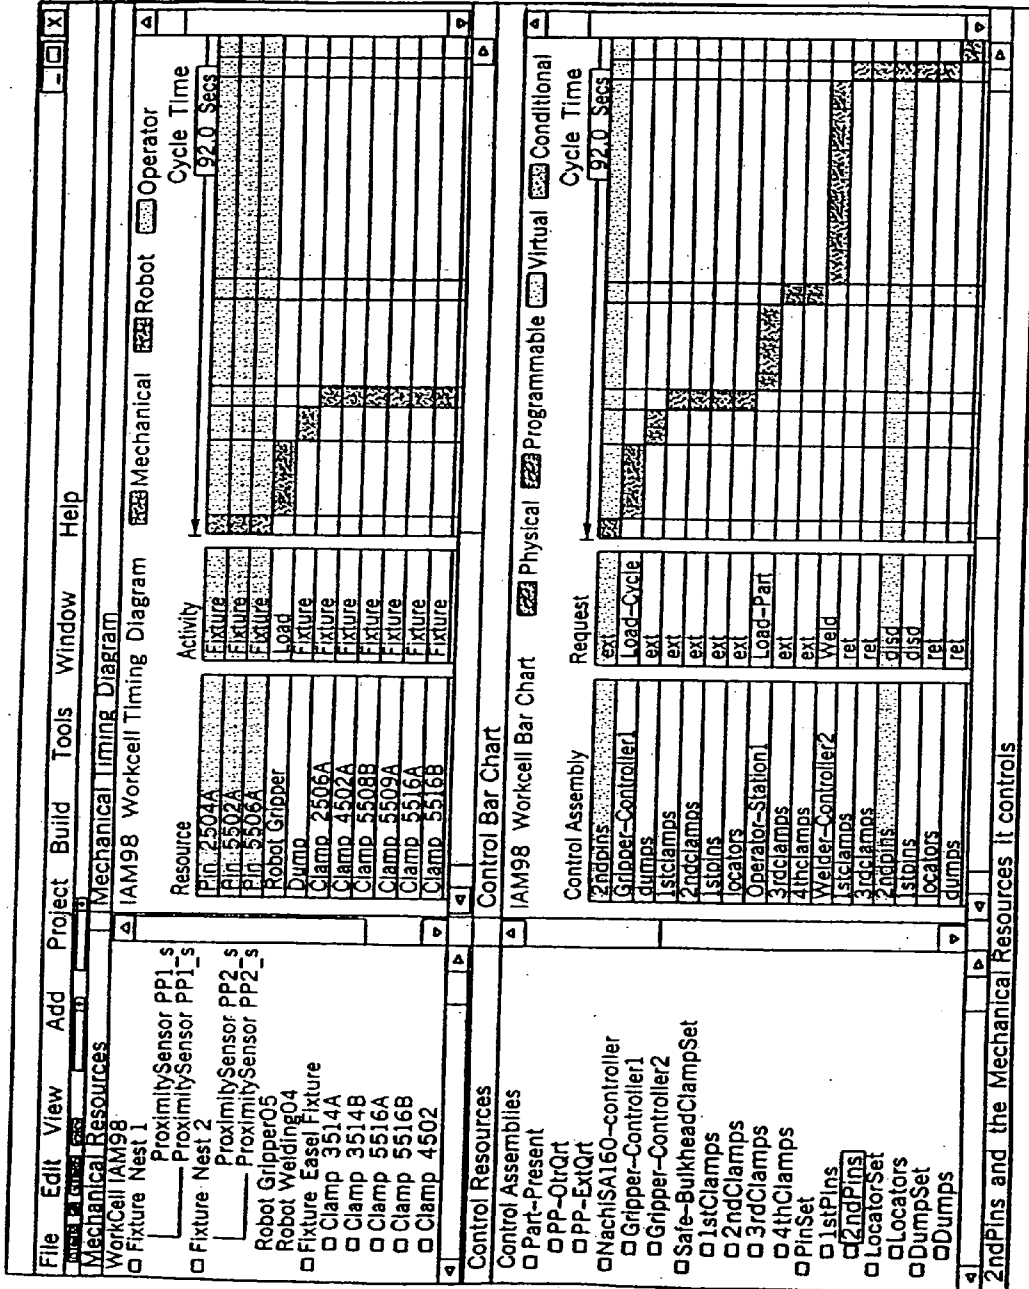 File Edit View Add Project Build Tools Window Help
Mechanical Resources
WorkCell IAM98
Fixture Nest 1
ProximitySensor PP1_s
ProximitySensor PP1_s
Fixture Nest 2
ProximitySensor PP2_s
ProximitySensor PP2_s
Robot Gripper05
Robot Welding04
Fixture Easel Fixture
Clamp 3514A
Clamp 3514B
Clamp 5516A
Clamp 5516B
Clamp 4502
Mechanical Timing Diagram
IAM98 Workcell Timing Diagram Mechanical Robot Operator
Resource Activity Cycle Time
92.0 Secs
Pin 2504A Fixture
Pin 5502A Fixture
Pin 5506A Fixture
Robot Gripper Load
Dump Fixture
Clamp 2506A Fixture
Clamp 4502A Fixture
Clamp 5508B Fixture
Clamp 5509A Fixture
Clamp 5516A Fixture
Clamp 5516B Fixture
Control Resources
Control Assemblies
Part-Present
PP-OtrQrt
PP-ExtQrt
NachiSA160-controller
Gripper-Controller1
Gripper-Controller2
Safe-BulkheadClampSet
1stClamps
2ndClamps
3rdClamps
4thClamps
PinSet
1stPins
2ndPins
LocatorSet
Locators
DumpSet
Dumps
Control Bar Chart
IAM98 Workcell Bar Chart Physical Programmable Virtual Conditional
Control Assembly Request Cycle Time
92.0 Secs
2ndpins ext
Gripper-Controller1 Load-Cycle
dumps ext
1stclamps ext
2ndclamps ext
1stpins ext
locators ext
Operator-Station1 Load-Part
3rdclamps ext
4thclamps ext
Welder-Controller2 Weld
1stclamps ret
3rdclamps ret
2ndpins disd
1stpins disd
locators ret
dumps ret
2ndPins and the Mechanical Resources It controls